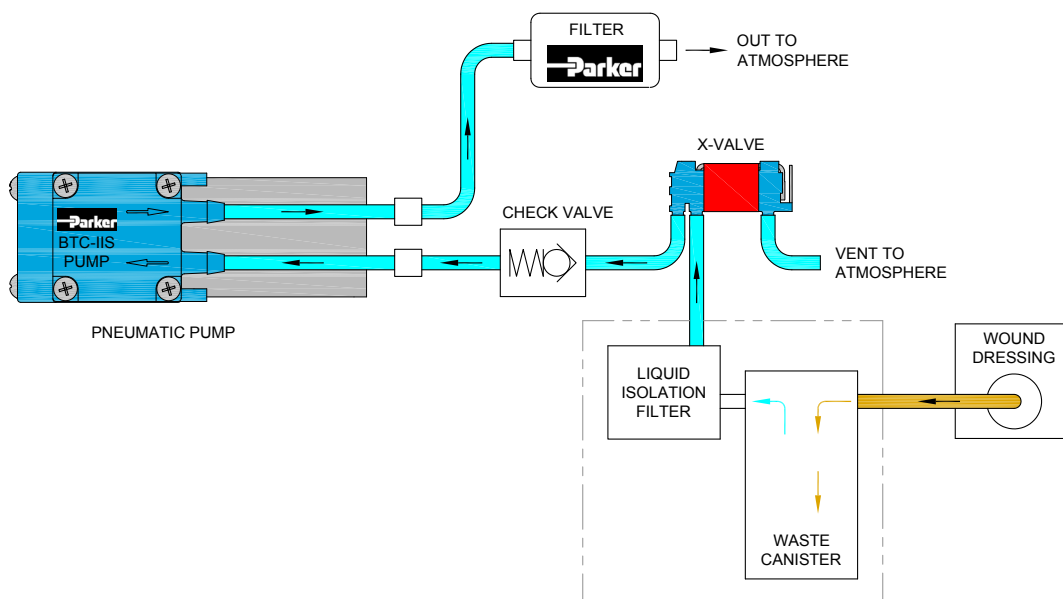 FILTER
Parker
OUT TO
ATMOSPHERE
X-VALVE
CHECK VALVE
VENT TO
ATMOSPHERE
Parker
BTC-IIS
PUMP
PNEUMATIC PUMP
LIQUID
ISOLATION
FILTER
WOUND
DRESSING
WASTE
CANISTER